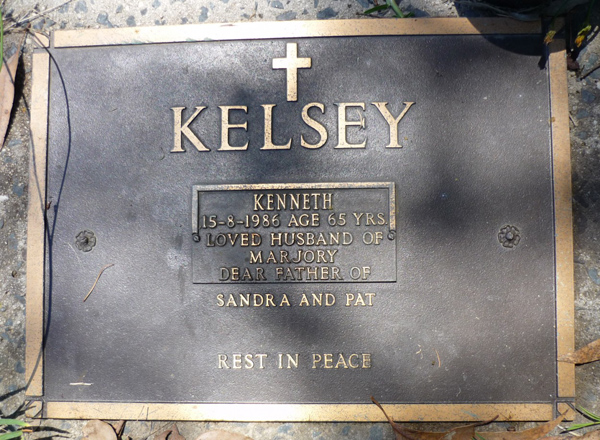 KELSEY
KENNETH
15-8-1986 AGE 65 YRS.
LOVED HUSBAND OF
MARJORY
DEAR FATHER OF
SANDRA AND PAT
REST IN PEACE